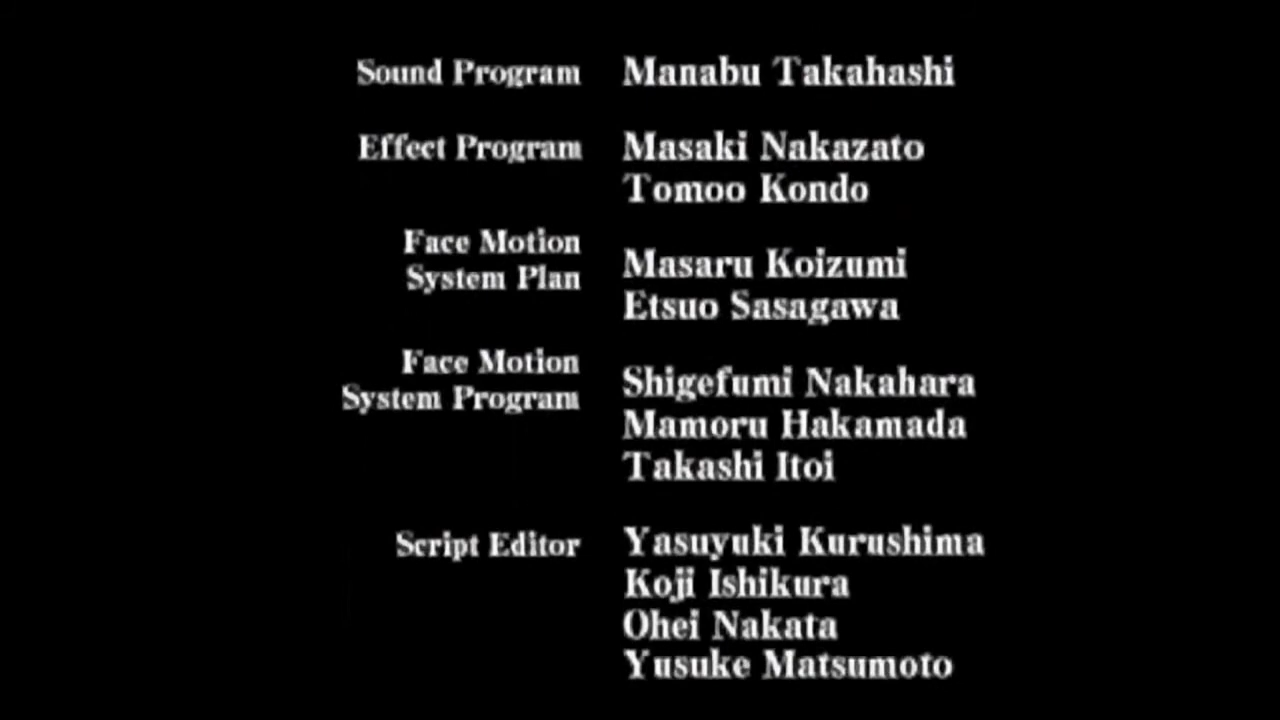 Sound Program Manabu Takahashi
Effect Program Masaki Nakazato
Tomoo Kondo
Face Motion
System Plan
Masaru Koizumi
Etsuo Sasagawa
Face Motion
System Program
Shigefumi Nakahara
Mamoru Hakamada
Takashi Itoi
Script Editor Yasuyuki Kurushima
Koji Ishikura
Ohei Nakata
Yusuke Matsumoto